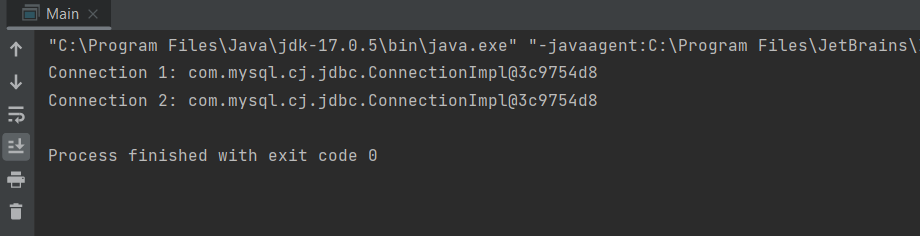 Main
"C:\Program Files\Java\jdk-17.0.5\bin\java.exe" "-javaagent:C:\Program Files\JetBrains\
Connection 1: com.mysql.cj.jdbc.ConnectionImpl@3c9754d8
Connection 2: com.mysql.cj.jdbc.ConnectionImpl@3c9754d8
Process finished with exit code 0